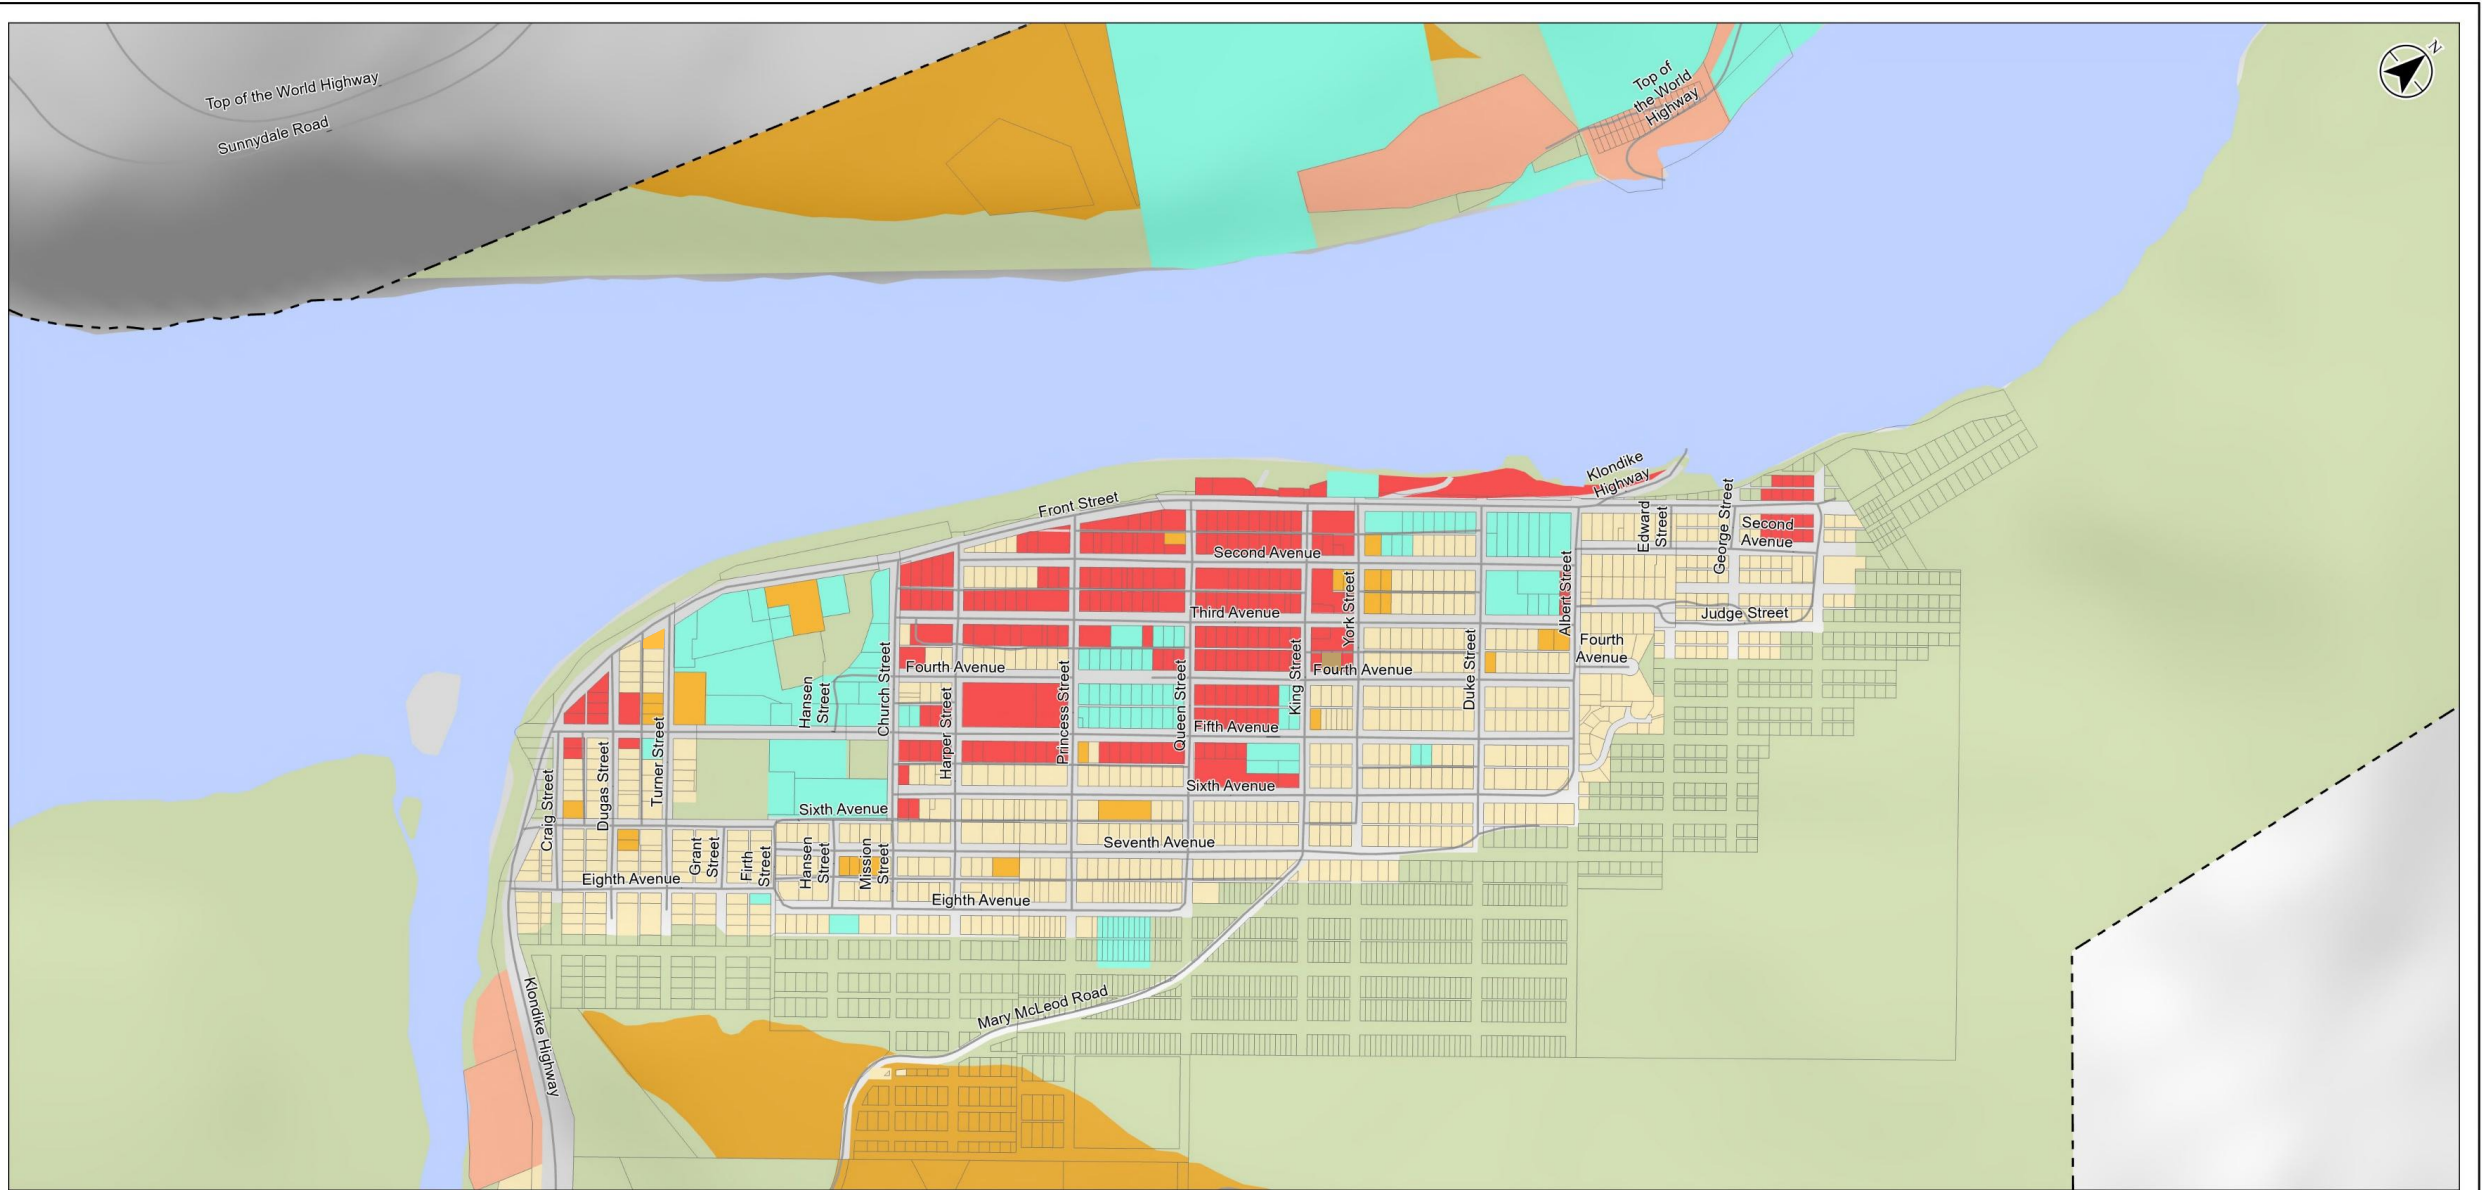 N
Top of
the World
Highway
Top of the World Highway
Sunnydale Road
Klondike
Highway
Front Street
Edward
Street
George Street
Second
Avenue
Second Avenue
Albert Street
York Street
Third Avenue
Judge Street
Fourth
Avenue
Fourth Avenue
Fourth Avenue
Duke Street
King Street
Queen Street
Princess Street
Harper Street
Church Street
Hansen
Street
Fifth Avenue
Turner Street
Dugas Street
Craig Street
Sixth Avenue
Sixth Avenue
Seventh Avenue
Grant
Street
Firth
Street
Hansen
Street
Mission
Street
Eighth Avenue
Eighth Avenue
Mary McLeod Road
Klondike Highway